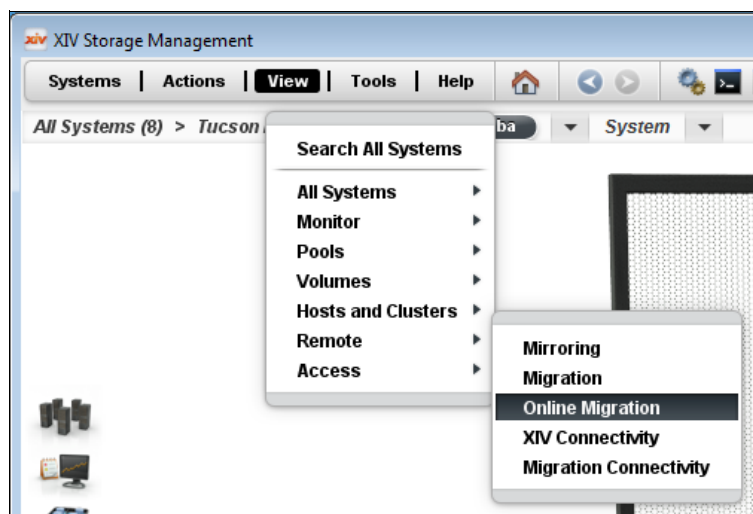 xiv XIV Storage Management
Systems | Actions | View | Tools | Help
All Systems (8) > Tucson ba System
Search All Systems
All Systems
Monitor
Pools
Volumes
Hosts and Clusters
Remote
Access
Mirroring
Migration
Online Migration
XIV Connectivity
Migration Connectivity